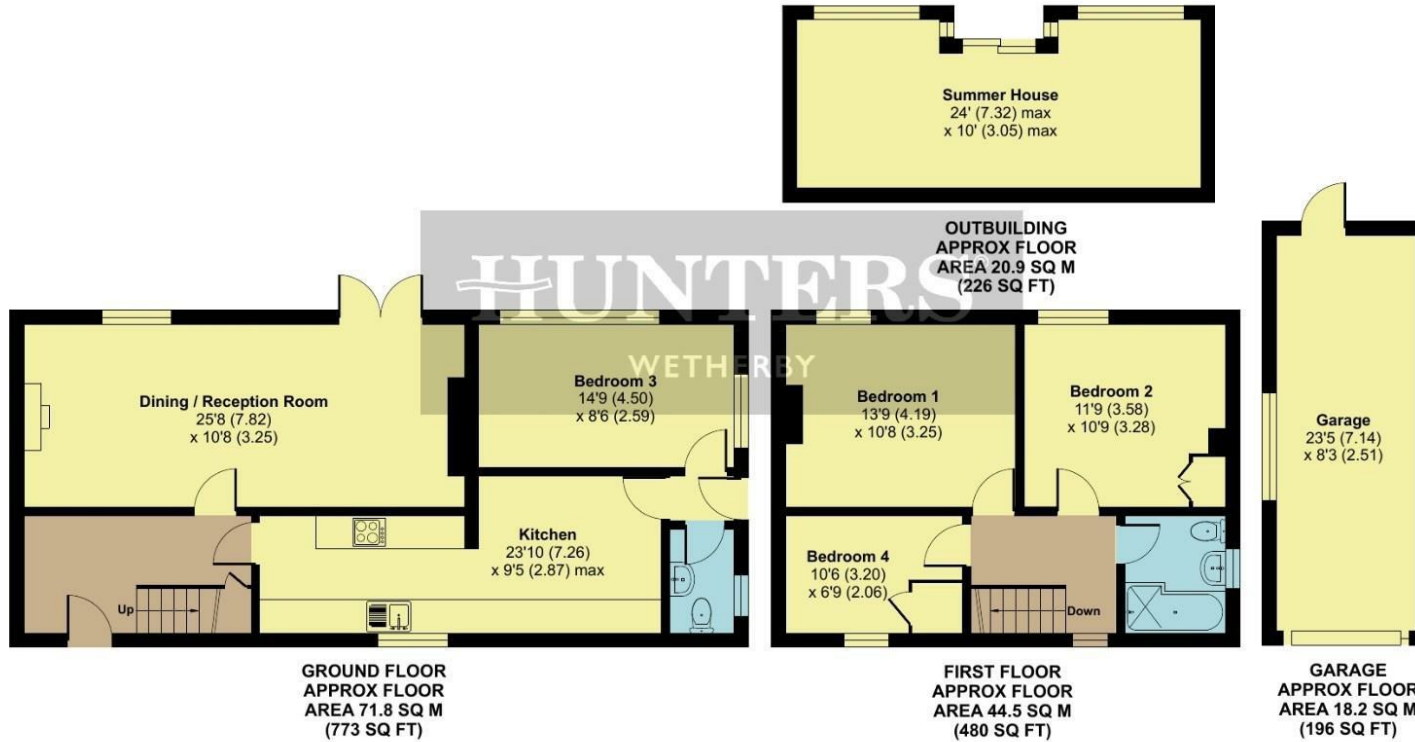 Summer House
24' (7.32) max
x 10' (3.05) max
OUTBUILDING
APPROX FLOOR
AREA 20.9 SQ M
(226 SQ FT)
HUNTERS®
WETHERBY
Dining / Reception Room
25'8 (7.82)
x 10'8 (3.25)
Bedroom 3
14'9 (4.50)
x 8'6 (2.59)
Kitchen
23'10 (7.26)
x 9'5 (2.87) max
Up
GROUND FLOOR
APPROX FLOOR
AREA 71.8 SQ M
(773 SQ FT)
Bedroom 1
13'9 (4.19)
x 10'8 (3.25)
Bedroom 2
11'9 (3.58)
x 10'9 (3.28)
Bedroom 4
10'6 (3.20)
x 6'9 (2.06)
Down
FIRST FLOOR
APPROX FLOOR
AREA 44.5 SQ M
(480 SQ FT)
Garage
23'5 (7.14)
x 8'3 (2.51)
GARAGE
APPROX FLOOR
AREA 18.2 SQ M
(196 SQ FT)